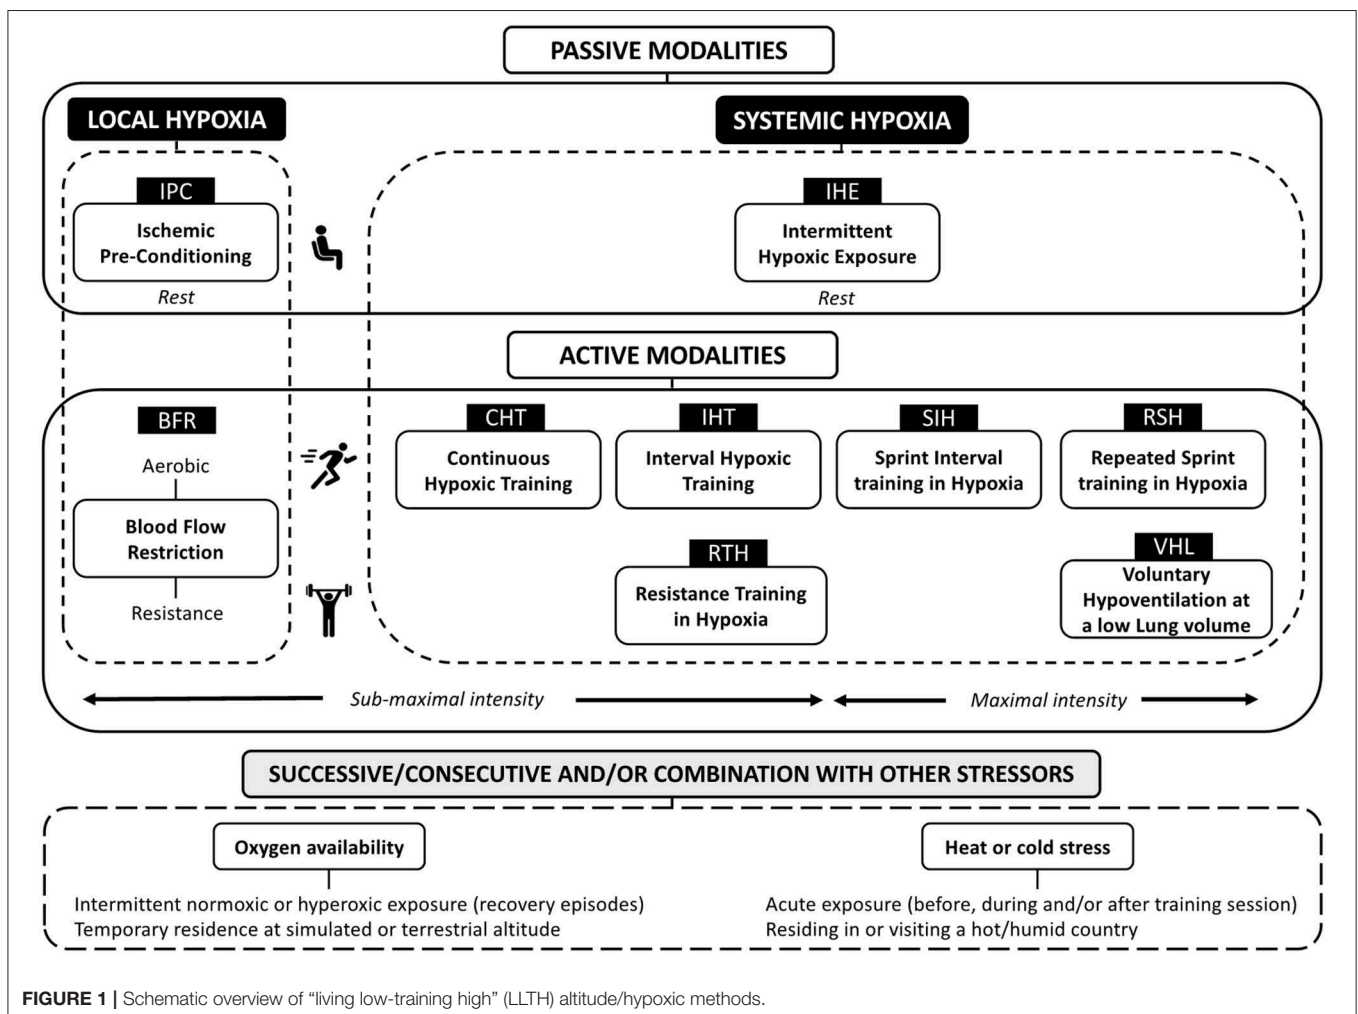 PASSIVE MODALITIES
LOCAL HYPOXIA
SYSTEMIC HYPOXIA
IPC
Ischemic
Pre-Conditioning
Rest
IHE
Intermittent
Hypoxic Exposure
Rest
ACTIVE MODALITIES
BFR
Aerobic
Blood Flow
Restriction
Resistance
CHT
Continuous
Hypoxic Training
IHT
Interval Hypoxic
Training
SIH
Sprint Interval
training in Hypoxia
RSH
Repeated Sprint
training in Hypoxia
RTH
Resistance Training
in Hypoxia
VHL
Voluntary
Hypoventilation at
a low Lung volume
Sub-maximal intensity
Maximal intensity
SUCCESSIVE/CONSECUTIVE AND/OR COMBINATION WITH OTHER STRESSORS
Oxygen availability
Intermittent normoxic or hyperoxic exposure (recovery episodes)
Temporary residence at simulated or terrestrial altitude
Heat or cold stress
Acute exposure (before, during and/or after training session)
Residing in or visiting a hot/humid country
FIGURE 1 | Schematic overview of “living low-training high” (LLTH) altitude/hypoxic methods.